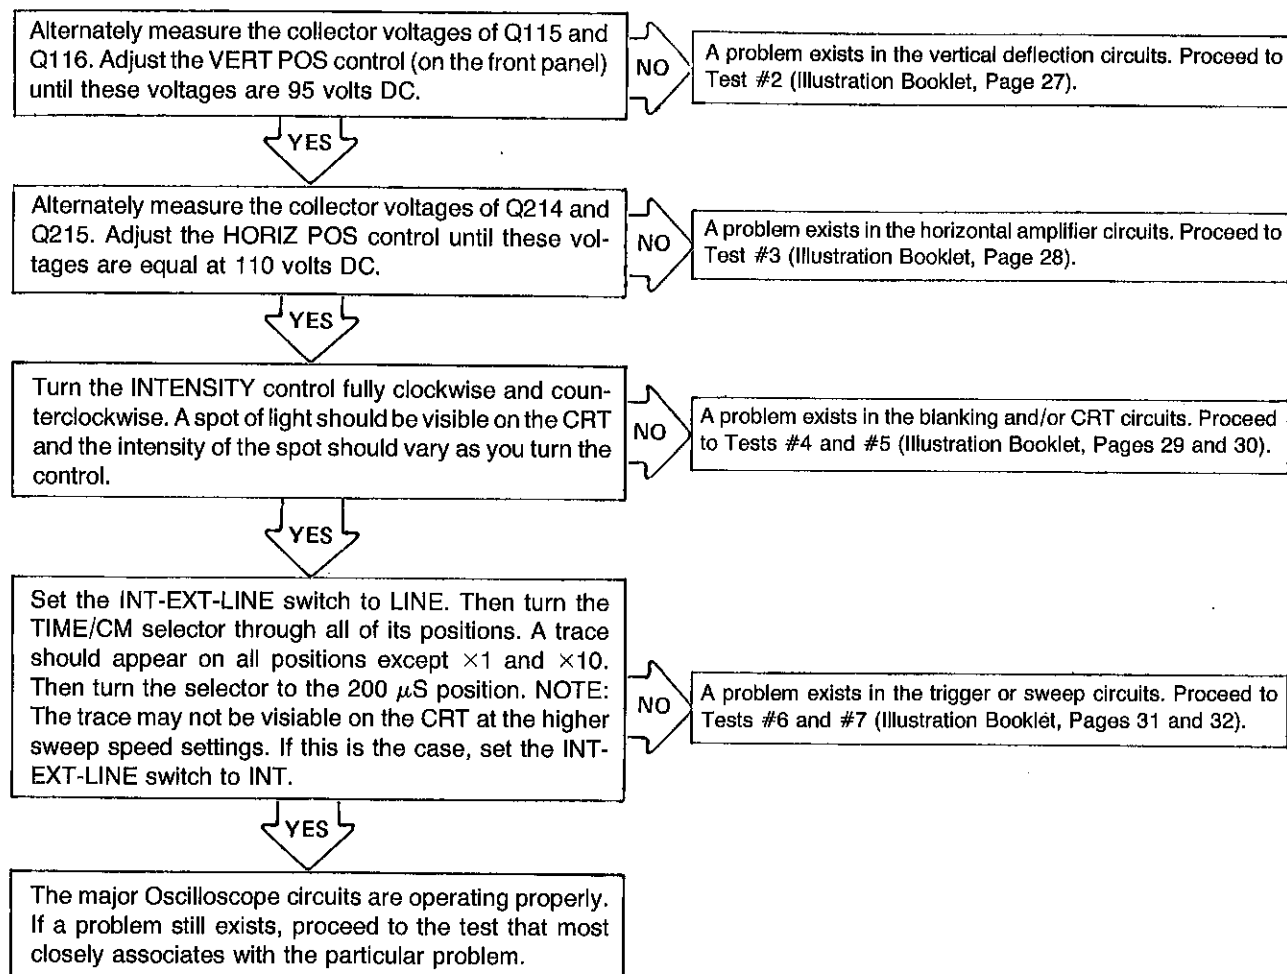 Alternately measure the collector voltages of Q115 and
Q116. Adjust the VERT POS control (on the front panel)
until these voltages are 95 volts DC.
NO
A problem exists in the vertical deflection circuits. Proceed to
Test #2 (Illustration Booklet, Page 27).
YES
Alternately measure the collector voltages of Q214 and
Q215. Adjust the HORIZ POS control until these vol-
tages are equal at 110 volts DC.
NO
A problem exists in the horizontal amplifier circuits. Proceed to
Test #3 (Illustration Booklet, Page 28).
YES
Turn the INTENSITY control fully clockwise and coun-
terclockwise. A spot of light should be visible on the CRT
and the intensity of the spot should vary as you turn the
control.
NO
A problem exists in the blanking and/or CRT circuits. Proceed
to Tests #4 and #5 (Illustration Booklet, Pages 29 and 30).
YES
Set the INT-EXT-LINE switch to LINE. Then turn the
TIME/CM selector through all of its positions. A trace
should appear on all positions except ×1 and ×10.
Then turn the selector to the 200 μS position. NOTE:
The trace may not be visiable on the CRT at the higher
sweep speed settings. If this is the case, set the INT-
EXT-LINE switch to INT.
NO
A problem exists in the trigger or sweep circuits. Proceed to
Tests #6 and #7 (Illustration Booklet, Pages 31 and 32).
YES
The major Oscilloscope circuits are operating properly.
If a problem still exists, proceed to the test that most
closely associates with the particular problem.